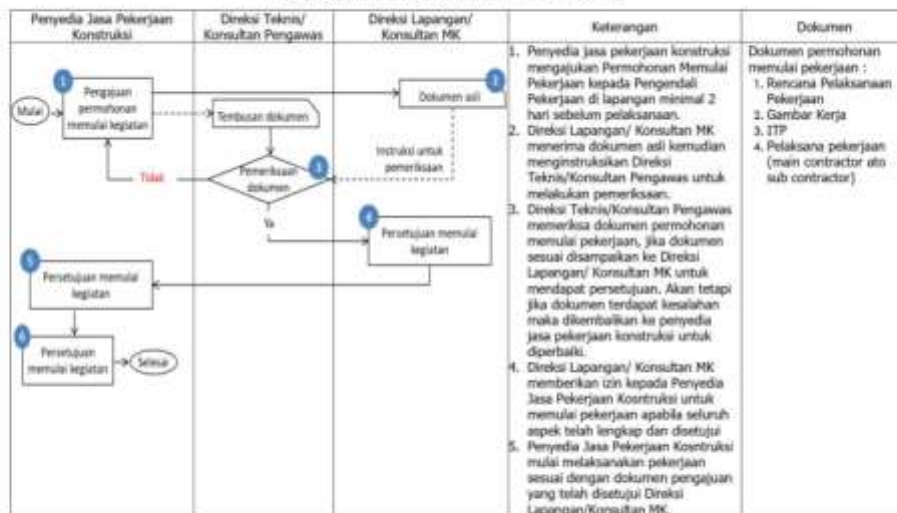 Penyedia Jasa Pekerjaan
Konstruksi
Direksi Teknis/
Konsultan Pengawas
Direksi Lapangan/
Konsultan MK
Keterangan
Dokumen
Mulai
1
Pengajuan
permohonan
memulai kegiatan
Tembusan dokumen
2
Dokumen asli
Instruksi untuk
pemeriksaan
Tidak
Pemeriksaan
dokumen
3
Ya
4
Persetujuan memulai
kegiatan
5
Persetujuan memulai
kegiatan
6
Persetujuan
memulai kegiatan
Selesai
1. Penyedia jasa pekerjaan konstruksi
mengajukan Permohonan Memulai
Pekerjaan kepada Pengendali
Pekerjaan di lapangan minimal 2
hari sebelum pelaksanaan.
2. Direksi Lapangan/ Konsultan MK
menerima dokumen asli kemudian
menginstruksikan Direksi
Teknis/Konsultan Pengawas untuk
melakukan pemeriksaan.
3. Direksi Teknis/Konsultan Pengawas
memeriksa dokumen permohonan
memulai pekerjaan, jika dokumen
sesuai disampaikan ke Direksi
Lapangan/ Konsultan MK untuk
mendapat persetujuan. Akan tetapi
jika dokumen terdapat kesalahan
maka dikembalikan ke penyedia
jasa pekerjaan konstruksi untuk
diperbaiki.
4. Direksi Lapangan/ Konsultan MK
memberikan izin kepada Penyedia
Jasa Pekerjaan Kosntruksi untuk
memulai pekerjaan apabila seluruh
aspek telah lengkap dan disetujui
5. Penyedia Jasa Pekerjaan Kosntruksi
mulai melaksanakan pekerjaan
sesuai dengan dokumen pengajuan
yang telah disetujui Direksi
Lapangan/Konsultan MK
Dokumen permohonan
memulai pekerjaan :
1. Rencana Pelaksanaan
Pekerjaan
2. Gambar Kerja
3. ITP
4. Pelaksana pekerjaan
(main contractor ato
sub contractor)